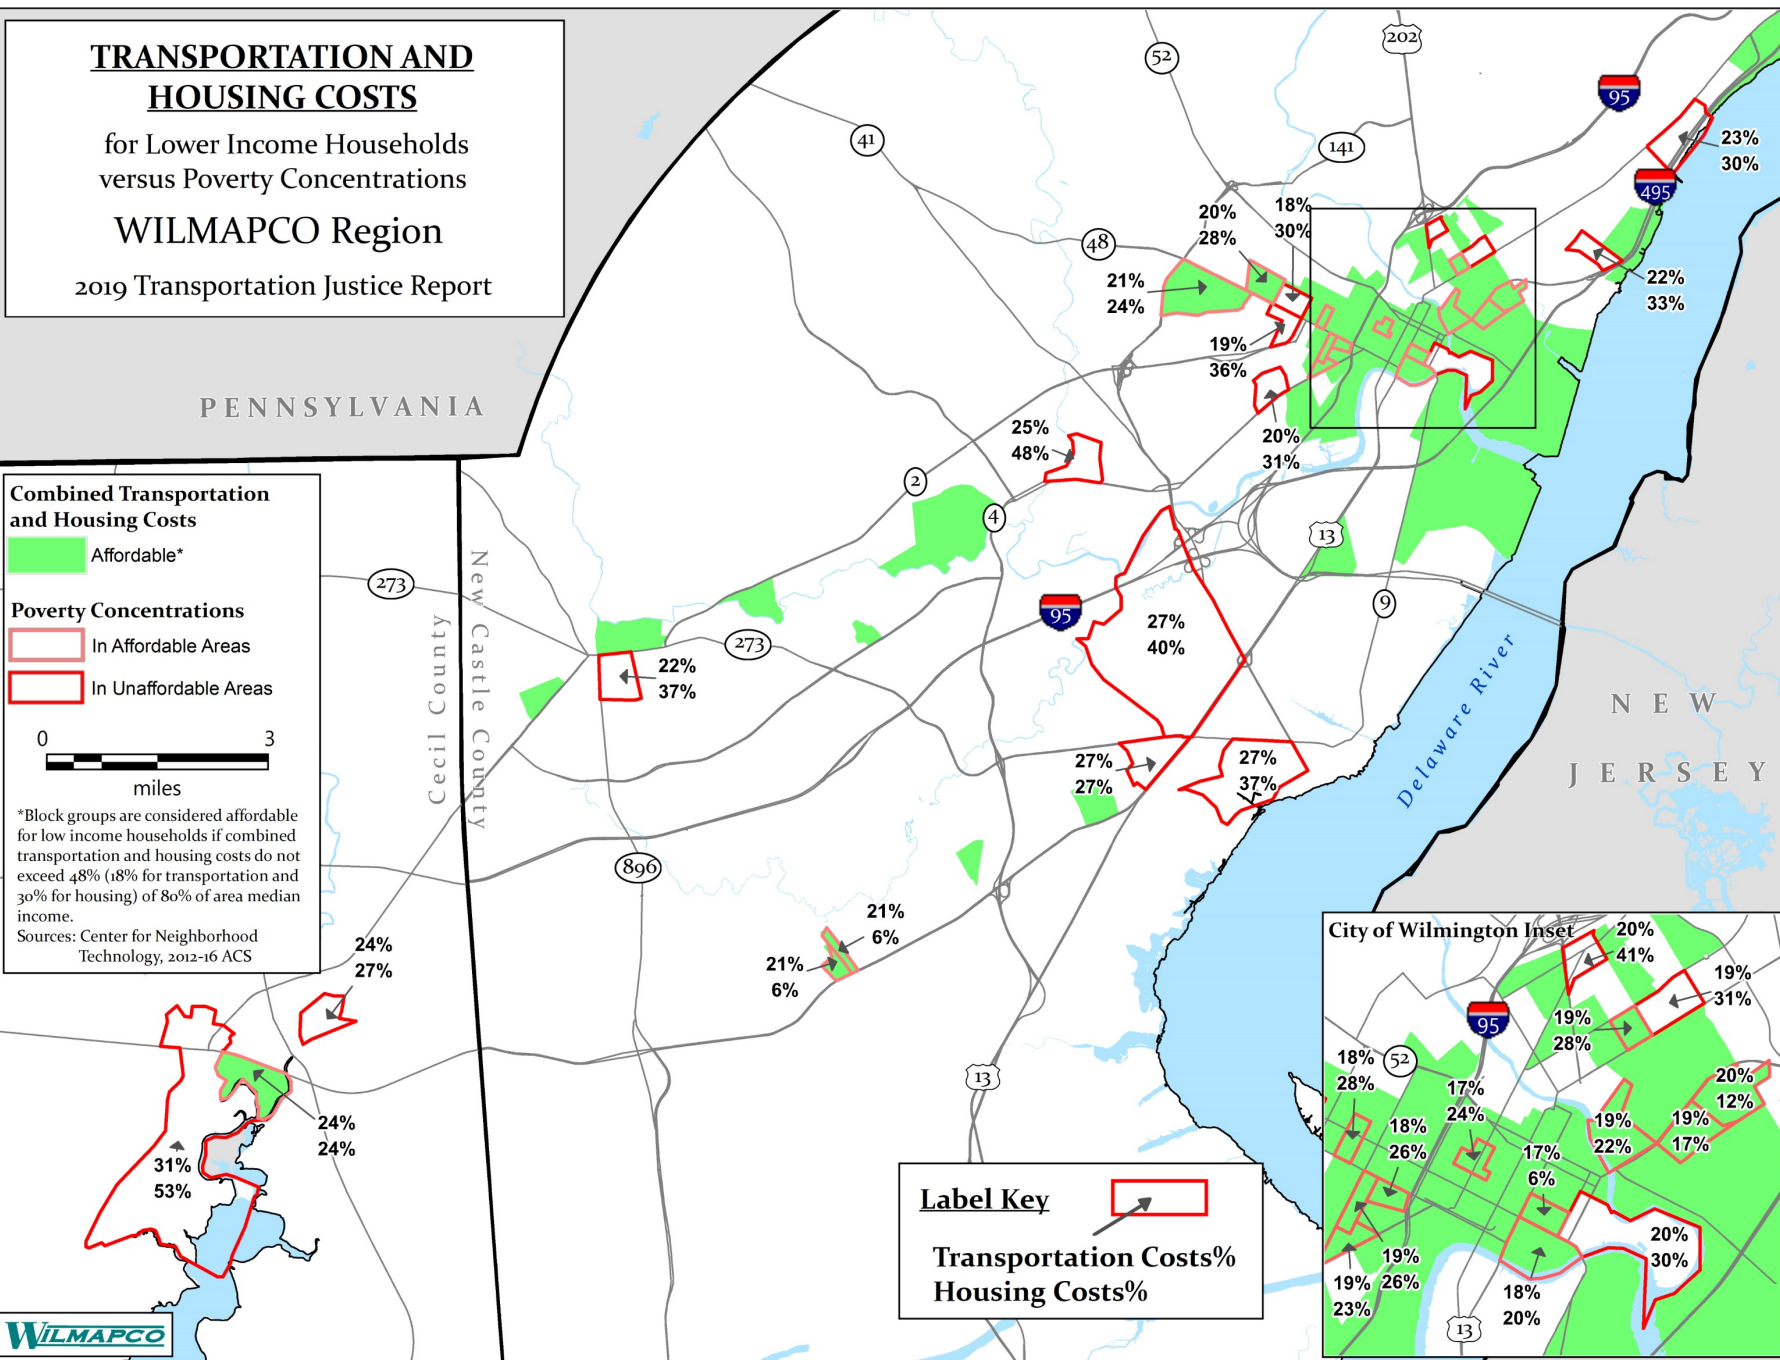 TRANSPORTATION AND
HOUSING COSTS
for Lower Income Households
versus Poverty Concentrations
WILMAPCO Region
2019 Transportation Justice Report
PENNSYLVANIA
52
202
95
41
141
23%
30%
495
20%
28%
18%
30%
48
21%
24%
22%
33%
19%
36%
25%
48%
20%
31%
2
4
13
Combined Transportation
and Housing Costs
Affordable*
Poverty Concentrations
In Affordable Areas
In Unaffordable Areas
0
3
miles
*Block groups are considered affordable
for low income households if combined
transportation and housing costs do not
exceed 48% (18% for transportation and
30% for housing) of 80% of area median
income.
Sources: Center for Neighborhood
Technology, 2012-16 ACS
273
Cecil County
New Castle County
95
9
27%
40%
273
22%
37%
Delaware River
NEW
JERSEY
27%
27%
27%
37%
896
21%
6%
21%
6%
24%
27%
13
24%
24%
31%
53%
Label Key
Transportation Costs%
Housing Costs%
City of Wilmington Inset
20%
41%
19%
31%
95
19%
28%
18%
28%
52
17%
24%
20%
12%
18%
26%
19%
22%
19%
17%
17%
6%
20%
30%
19%
26%
19%
23%
18%
20%
13
WILMAPCO